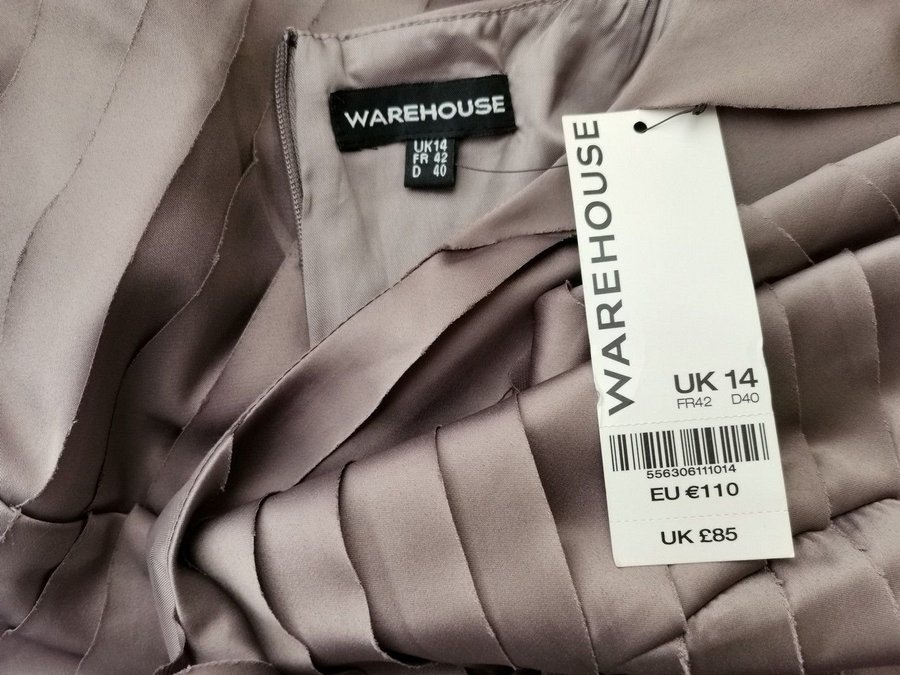 WAREHOUSE
UK14
FR 42
D 40
WAREHOUSE
UK 14
FR42 D40
556306111014
EU €110
UK £85